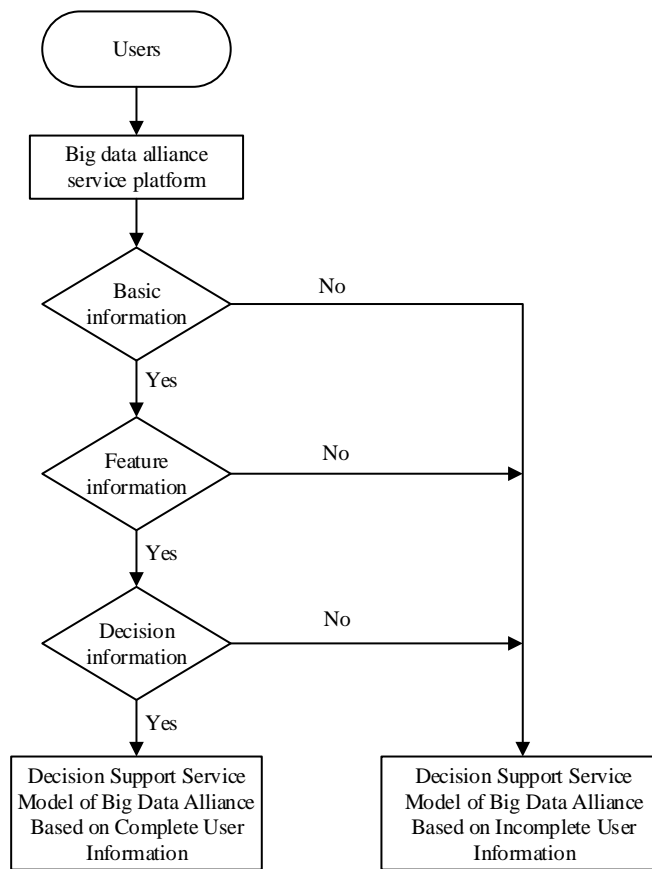 Users
Big data alliance
service platform
Basic
information
No
Yes
Feature
information
No
Yes
Decision
information
No
Yes
Decision Support Service
Model of Big Data Alliance
Based on Complete User
Information
Decision Support Service
Model of Big Data Alliance
Based on Incomplete User
Information